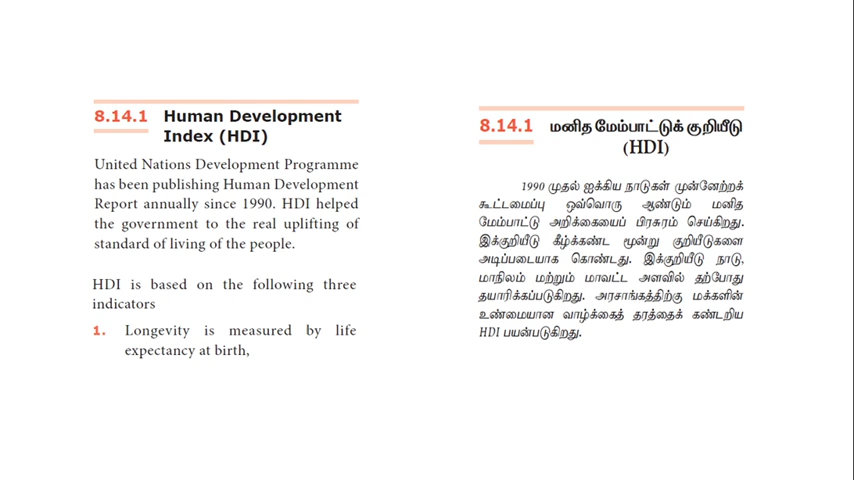 8.14.1 Human Development
Index (HDI)
United Nations Development Programme
has been publishing Human Development
Report annually since 1990. HDI helped
the government to the real uplifting of
standard of living of the people.
HDI is based on the following three
indicators
1. Longevity is measured by life
expectancy at birth,
8.14.1 மனித மேம்பாட்டுக் குறியீடு
(HDI)
1990 முதல் ஐக்கிய நாடுகள் முன்னேற்றக்
கூட்டமைப்பு ஒவ்வொரு ஆண்டும் மனித
மேம்பாட்டு அறிக்கையைப் பிரசுரம் செய்கிறது.
இக்குறியீடு கீழ்க்கண்ட மூன்று குறியீடுகளை
அடிப்படையாக கொண்டது. இக்குறியீடு நாடு,
மாநிலம் மற்றும் மாவட்ட அளவில் தற்போது
தயாரிக்கப்படுகிறது. அரசாங்கத்திற்கு மக்களின்
உண்மையான வாழ்க்கைத் தரத்தைக் கண்டறிய
HDI பயன்படுகிறது.